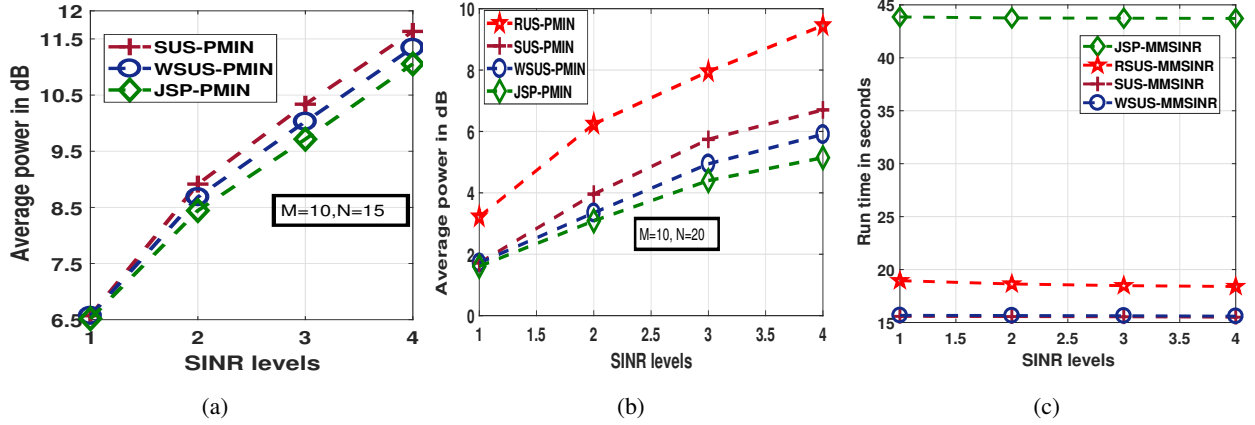 12
11.5
10.5
9.5
8.5
7.5
6.5
Average power in dB
SUS-PMIN
WSUS-PMIN
JSP-PMIN
M=10,N=15
1
2
3
4
SINR levels
(a)
10
8
6
4
2
0
Average power in dB
RUS-PMIN
SUS-PMIN
WSUS-PMIN
JSP-PMIN
M=10, N=20
1
1.5
2
2.5
3
3.5
4
SINR levels
(b)
45
40
35
30
25
20
15
Run time in seconds
JSP-MMSINR
RSUS-MMSINR
SUS-MMSINR
WSUS-MMSINR
1
1.5
2
2.5
3
3.5
4
SINR levels
(c)